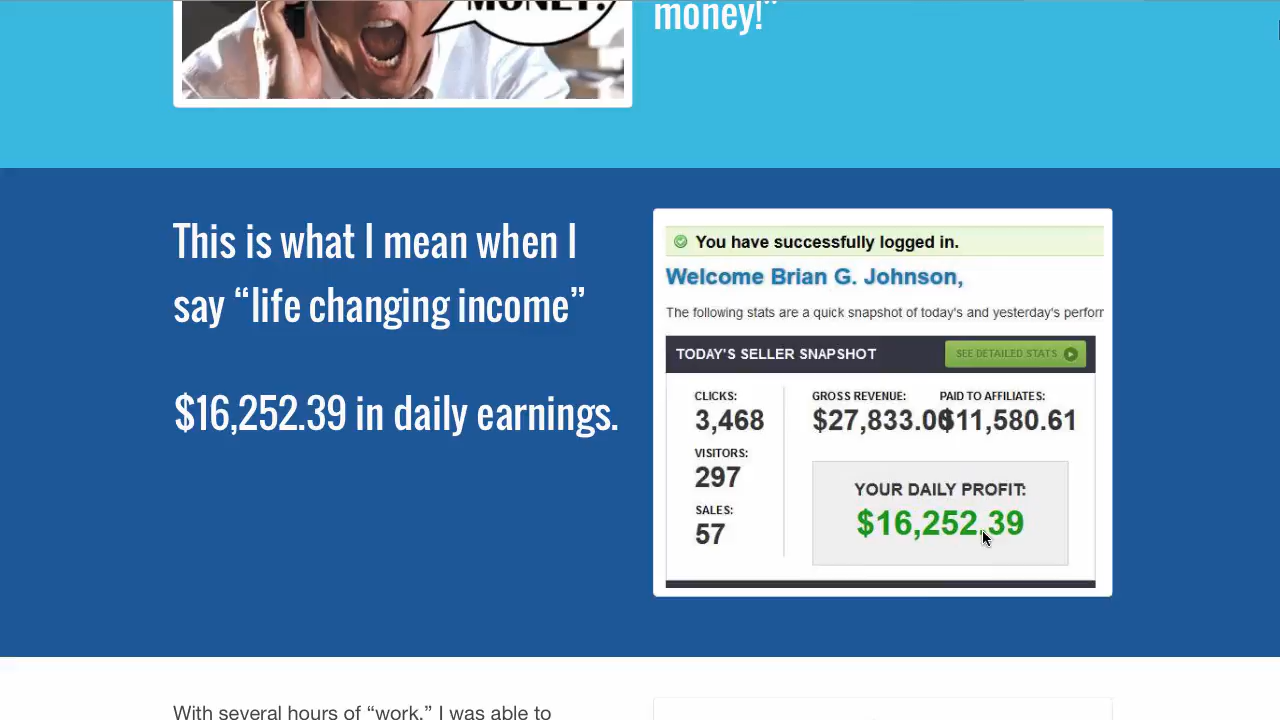 MONEY!
money!”
This is what I mean when I
say “life changing income”
$16,252.39 in daily earnings.
You have successfully logged in.
Welcome Brian G. Johnson,
The following stats are a quick snapshot of today's and yesterday's perforr
TODAY'S SELLER SNAPSHOT
SEE DETAILED STATS
CLICKS:
3,468
VISITORS:
297
SALES:
57
GROSS REVENUE:
$27,833.00
PAID TO AFFILIATES:
$11,580.61
YOUR DAILY PROFIT:
$16,252.39
With several hours of “work,” I was able to